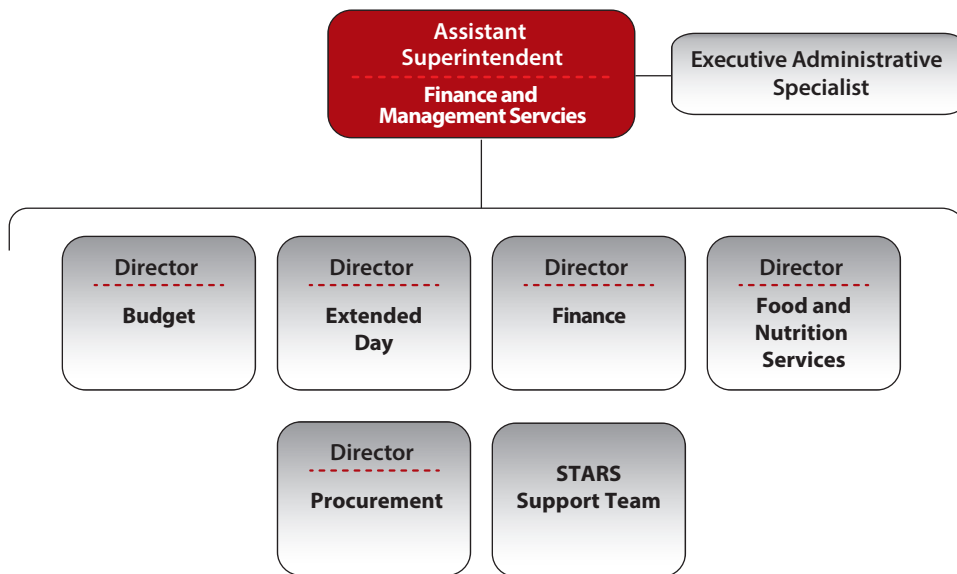 Assistant
Superintendent
Finance and
Management Servcies
Executive Administrative
Specialist
Director
Budget
Director
Extended
Day
Director
Finance
Director
Food and
Nutrition
Services
Director
Procurement
STARS
Support Team